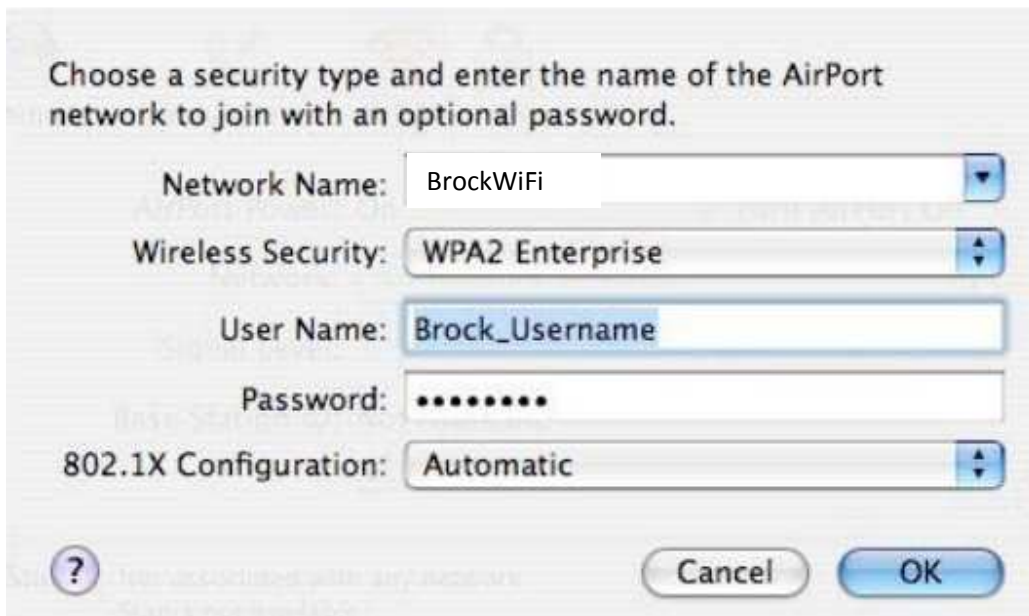 Choose a security type and enter the name of the AirPort
network to join with an optional password.
Network Name: BrockWiFi
Wireless Security: WPA2 Enterprise
User Name: Brock_Username
Password: ••••••••
802.1X Configuration: Automatic
? Cancel OK